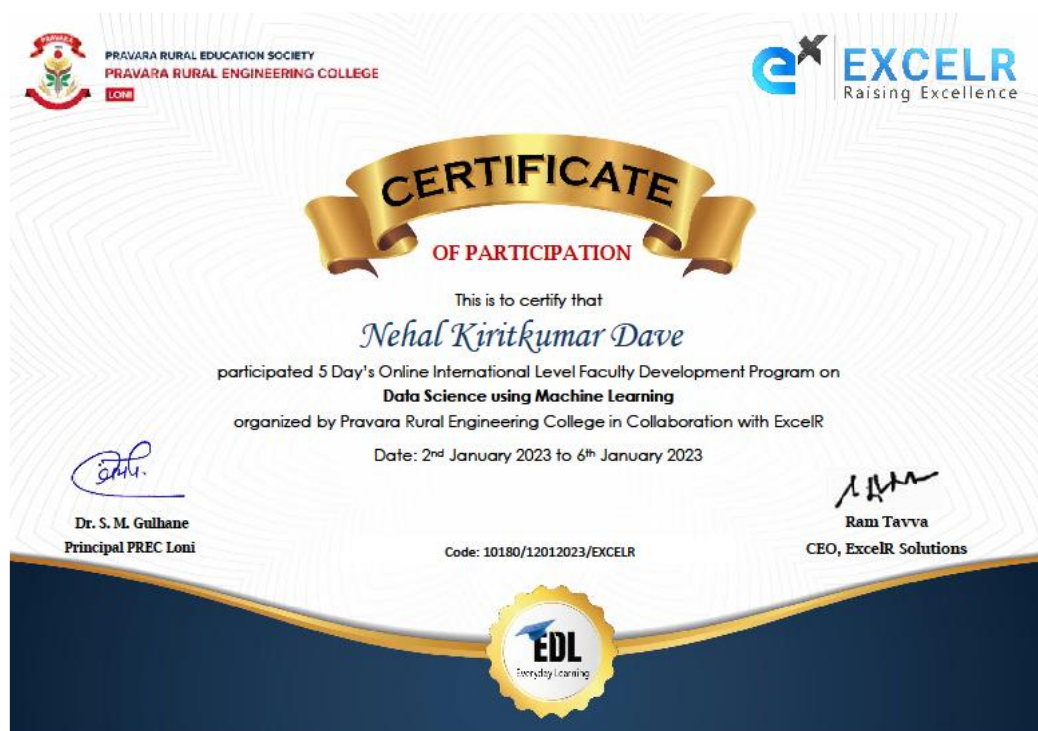 PRAVARA
PRAVARA RURAL EDUCATION SOCIETY
PRAVARA RURAL ENGINEERING COLLEGE
LONI
EXCELR
Raising Excellence
CERTIFICATE
OF PARTICIPATION
This is to certify that
Nehal Kiritkumar Dave
participated 5 Day's Online International Level Faculty Development Program on
Data Science using Machine Learning
organized by Pravara Rural Engineering College in Collaboration with ExcelR
Date: 2nd January 2023 to 6th January 2023
Dr. S. M. Gulhane
Principal PREC Loni
Code: 10180/12012023/EXCELR
Ram Tavva
CEO, ExcelR Solutions
EDL
Everyday Learning